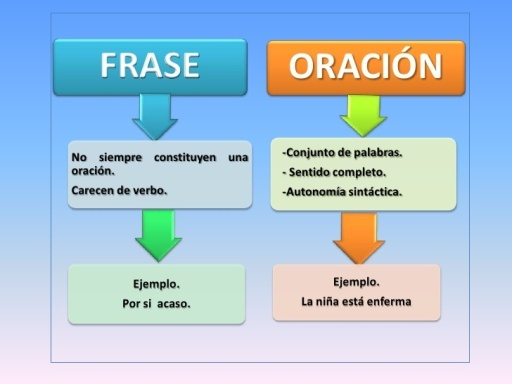 FRASE
No siempre constituyen una
oración.
Carecen de verbo.
Ejemplo.
Por si acaso.
ORACIÓN
-Conjunto de palabras.
- Sentido completo.
-Autonomía sintáctica.
Ejemplo.
La niña está enferma